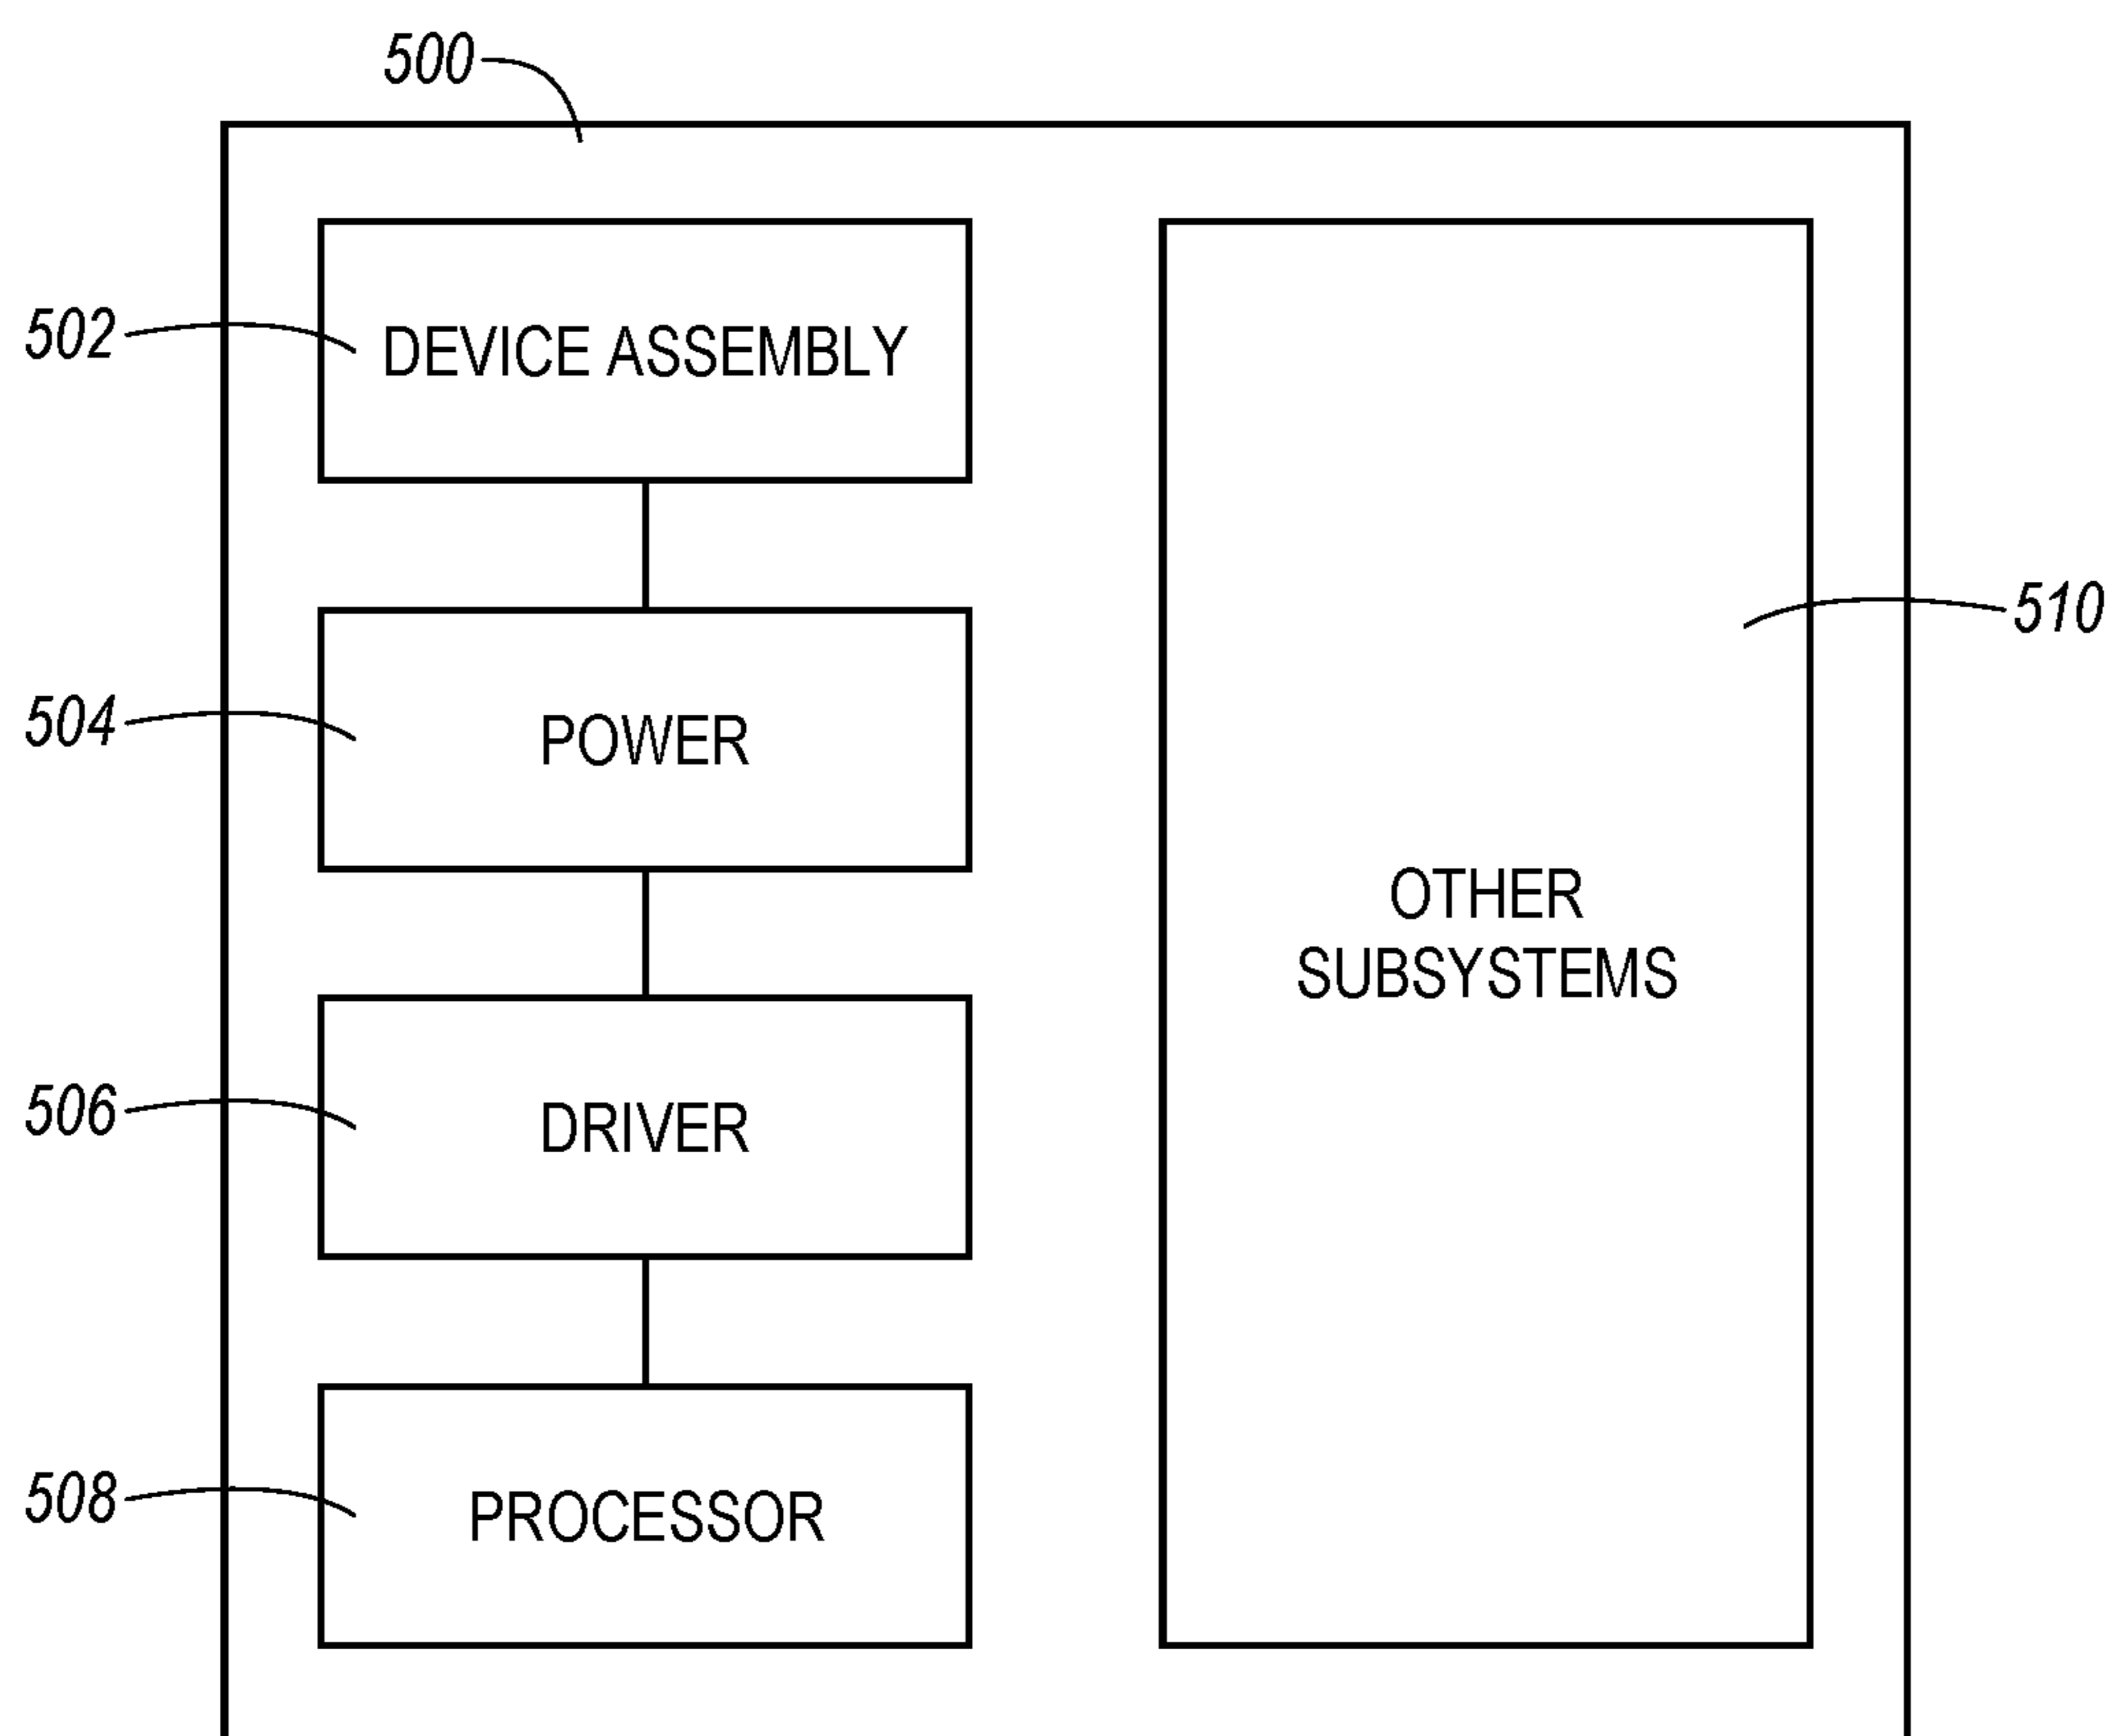 500
502
DEVICE ASSEMBLY
510
504
POWER
OTHER
SUBSYSTEMS
506
DRIVER
508
PROCESSOR